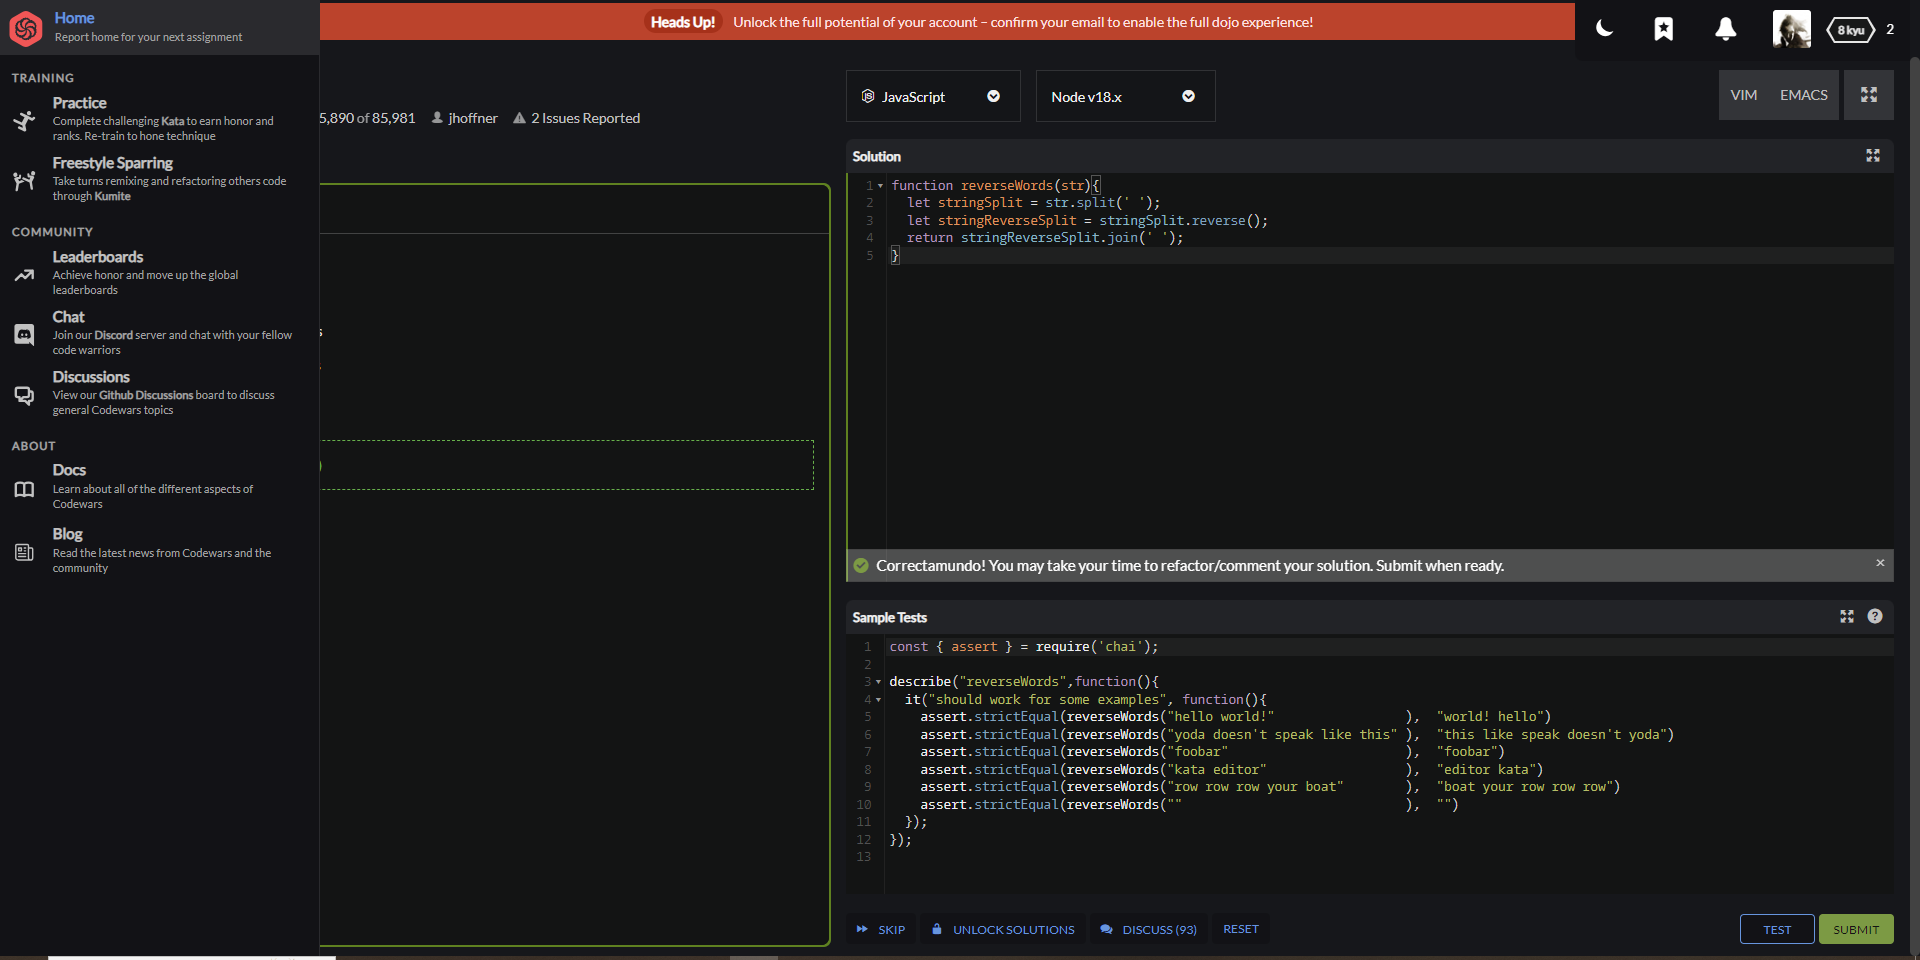 Home
Report home for your next assignment
TRAINING
Practice
Complete challenging Kata to earn honor and
ranks. Re-train to hone technique
Freestyle Sparring
Take turns remixing and refactoring others code
through Kumite
COMMUNITY
Leaderboards
Achieve honor and move up the global
leaderboards
Chat
Join our Discord server and chat with your fellow
code warriors
Discussions
View our Github Discussions board to discuss
general Codewars topics
ABOUT
Docs
Learn about all of the different aspects of
Codewars
Blog
Read the latest news from Codewars and the
community
Heads Up! Unlock the full potential of your account – confirm your email to enable the full dojo experience!
8 kyu 2
5,890 of 85,981 jhoffner 2 Issues Reported
JavaScript
Node v18.x
VIM EMACS
Solution
1 function reverseWords(str){
2 let stringSplit = str.split(' ');
3 let stringReverseSplit = stringSplit.reverse();
4 return stringReverseSplit.join(' ');
5 }
Correctamundo! You may take your time to refactor/comment your solution. Submit when ready.
Sample Tests
1 const { assert } = require('chai');
2
3 describe("reverseWords",function(){
4 it("should work for some examples", function(){
5 assert.strictEqual(reverseWords("hello world!" ), "world! hello")
6 assert.strictEqual(reverseWords("yoda doesn't speak like this" ), "this like speak doesn't yoda")
7 assert.strictEqual(reverseWords("foobar" ), "foobar")
8 assert.strictEqual(reverseWords("kata editor" ), "editor kata")
9 assert.strictEqual(reverseWords("row row row your boat" ), "boat your row row row")
10 assert.strictEqual(reverseWords("" ), "")
11 });
12 });
13
SKIP
UNLOCK SOLUTIONS
DISCUSS (93)
RESET
TEST
SUBMIT